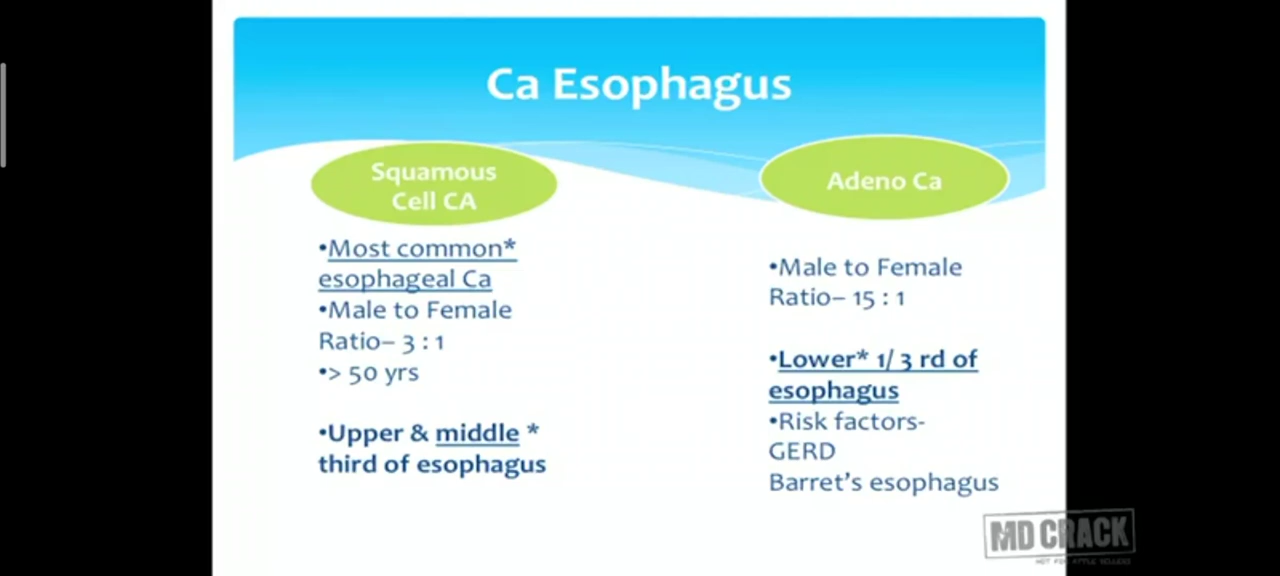 Ca Esophagus
Squamous
Cell CA
•Most common*
esophageal Ca
•Male to Female
Ratio– 3 : 1
•> 50 yrs
•Upper & middle *
third of esophagus
Adeno Ca
•Male to Female
Ratio– 15 : 1
•Lower* 1/ 3 rd of
esophagus
•Risk factors-
GERD
Barret’s esophagus
MD CRACK